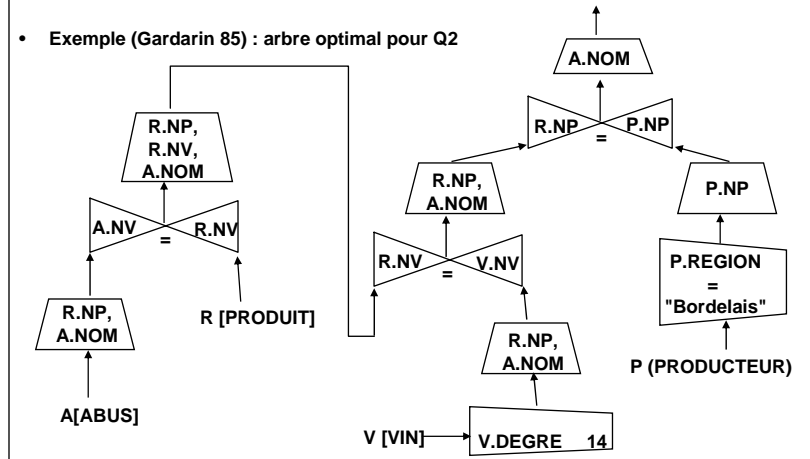 • Exemple (Gardarin 85) : arbre optimal pour Q2
A.NOM
R.NP,
R.NV,
A.NOM
R.NP
=
P.NP
R.NP,
A.NOM
P.NP
A.NV
=
R.NV
R.NV
=
V.NV
P.REGION
=
"Bordelais"
R.NP,
A.NOM
R [PRODUIT]
R.NP,
A.NOM
P (PRODUCTEUR)
A[ABUS]
V [VIN]
V.DEGRE 14